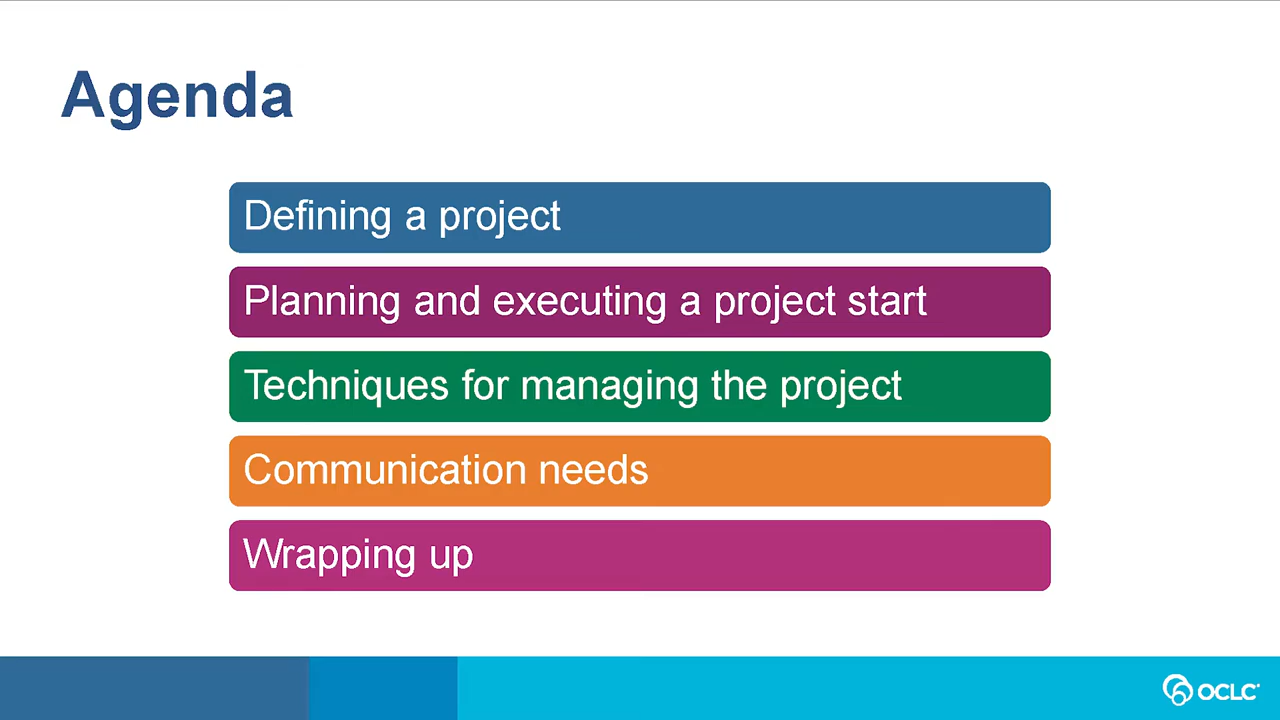 Agenda
Defining a project
Planning and executing a project start
Techniques for managing the project
Communication needs
Wrapping up
OCLC